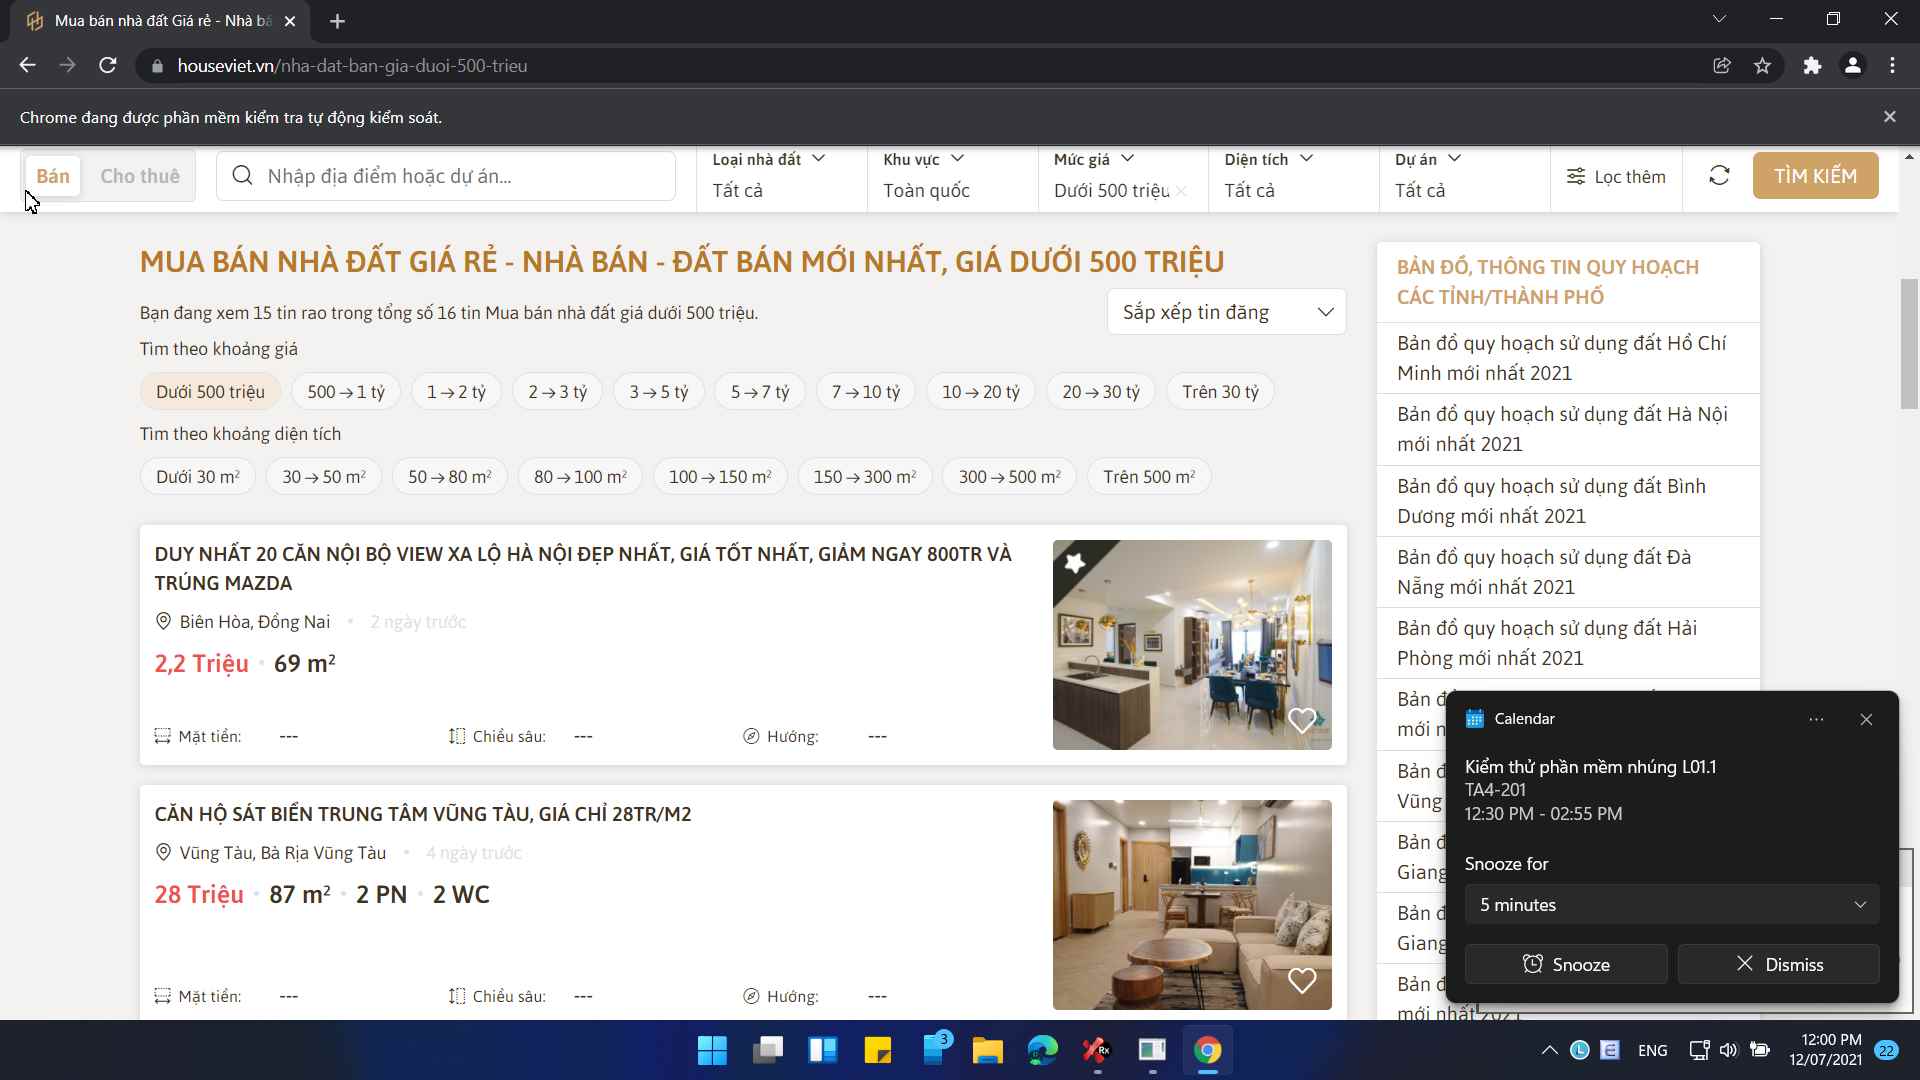 Mua bán nhà đất Giá rẻ - Nhà bá
houseviet.vn/nha-dat-ban-gia-duoi-500-trieu
Chrome đang được phần mềm kiểm tra tự động kiểm soát.
Bán
Cho thuê
Nhập địa điểm hoặc dự án...
Loại nhà đất
Tất cả
Khu vực
Toàn quốc
Mức giá
Dưới 500 triệu
Diện tích
Tất cả
Dự án
Tất cả
Lọc thêm
TÌM KIẾM
MUA BÁN NHÀ ĐẤT GIÁ RẺ - NHÀ BÁN - ĐẤT BÁN MỚI NHẤT, GIÁ DƯỚI 500 TRIỆU
Bạn đang xem 15 tin rao trong tổng số 16 tin Mua bán nhà đất giá dưới 500 triệu.
Sắp xếp tin đăng
Tìm theo khoảng giá
Dưới 500 triệu
500 → 1 tỷ
1 → 2 tỷ
2 → 3 tỷ
3 → 5 tỷ
5 → 7 tỷ
7 → 10 tỷ
10 → 20 tỷ
20 → 30 tỷ
Trên 30 tỷ
Tìm theo khoảng diện tích
Dưới 30 m²
30 → 50 m²
50 → 80 m²
80 → 100 m²
100 → 150 m²
150 → 300 m²
300 → 500 m²
Trên 500 m²
DUY NHẤT 20 CĂN NỘI BỘ VIEW XA LỘ HÀ NỘI ĐẸP NHẤT, GIÁ TỐT NHẤT, GIẢM NGAY 800TR VÀ
TRÚNG MAZDA
Biên Hòa, Đồng Nai • 2 ngày trước
2,2 Triệu • 69 m²
Mặt tiền: ---
Chiều sâu: ---
Hướng: ---
CĂN HỘ SÁT BIỂN TRUNG TÂM VŨNG TÀU, GIÁ CHỈ 28TR/M2
Vũng Tàu, Bà Rịa Vũng Tàu • 4 ngày trước
28 Triệu • 87 m² • 2 PN • 2 WC
Mặt tiền: ---
Chiều sâu: ---
Hướng: ---
BẢN ĐỒ, THÔNG TIN QUY HOẠCH
CÁC TỈNH/THÀNH PHỐ
Bản đồ quy hoạch sử dụng đất Hồ Chí
Minh mới nhất 2021
Bản đồ quy hoạch sử dụng đất Hà Nội
mới nhất 2021
Bản đồ quy hoạch sử dụng đất Bình
Dương mới nhất 2021
Bản đồ quy hoạch sử dụng đất Đà
Nẵng mới nhất 2021
Bản đồ quy hoạch sử dụng đất Hải
Phòng mới nhất 2021
Bản
mới
Bản
Vũng
Bản
Giang
Bản
Giang
Bản
mới nhất 2021
Calendar
Kiểm thử phần mềm nhúng L01.1
TA4-201
12:30 PM - 02:55 PM
Snooze for
5 minutes
Snooze
Dismiss
3
Rx
ENG
12:00 PM
12/07/2021
22